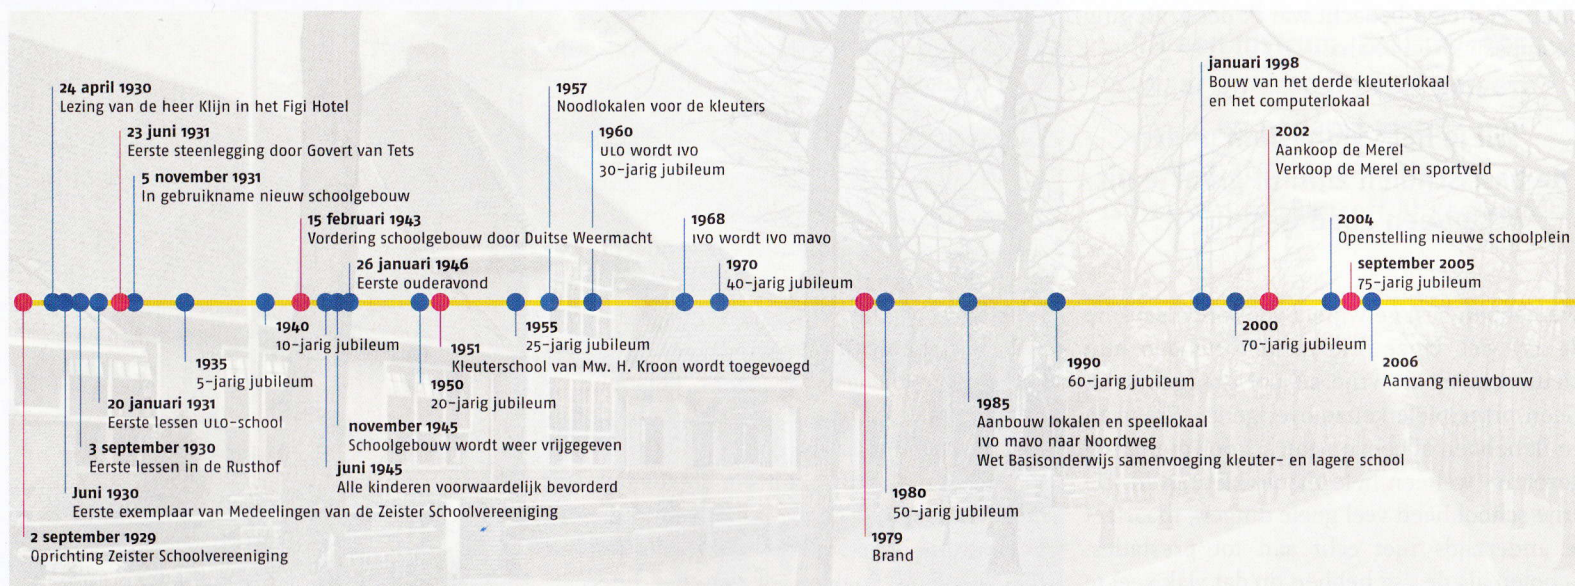 24 april 1930
Lezing van de heer Klijn in het Figi Hotel
23 juni 1931
Eerste steenlegging door Govert van Tets
5 november 1931
In gebruikname nieuw schoolgebouw
15 februari 1943
Vordering schoolgebouw door Duitse Weermacht
26 januari 1946
Eerste ouderavond
1957
Noodlokalen voor de kleuters
1960
ULO wordt IVO
30-jarig jubileum
1968
IVO wordt IVO mavo
1970
40-jarig jubileum
januari 1998
Bouw van het derde kleuterlokaal
en het computerlokaal
2002
Aankoop de Merel
Verkoop de Merel en sportveld
2004
Openstelling nieuwe schoolplein
september 2005
75-jarig jubileum
1940
10-jarig jubileum
1935
5-jarig jubileum
20 januari 1931
Eerste lessen ULO-school
3 september 1930
Eerste lessen in de Rusthof
Juni 1930
Eerste exemplaar van Medeelingen van de Zeister Schoolvereeniging
2 september 1929
Oprichting Zeister Schoolvereeniging
1955
25-jarig jubileum
1951
Kleuterschool van Mw. H. Kroon wordt toegevoegd
1950
20-jarig jubileum
november 1945
Schoolgebouw wordt weer vrijgegeven
juni 1945
Alle kinderen voorwaardelijk bevorderd
2000
70-jarig jubileum
1990
60-jarig jubileum
2006
Aanvang nieuwbouw
1985
Aanbouw lokalen en speellokaal
IVO mavo naar Noordweg
Wet Basisonderwijs samenvoeging kleuter- en lagere school
1980
50-jarig jubileum
1979
Brand